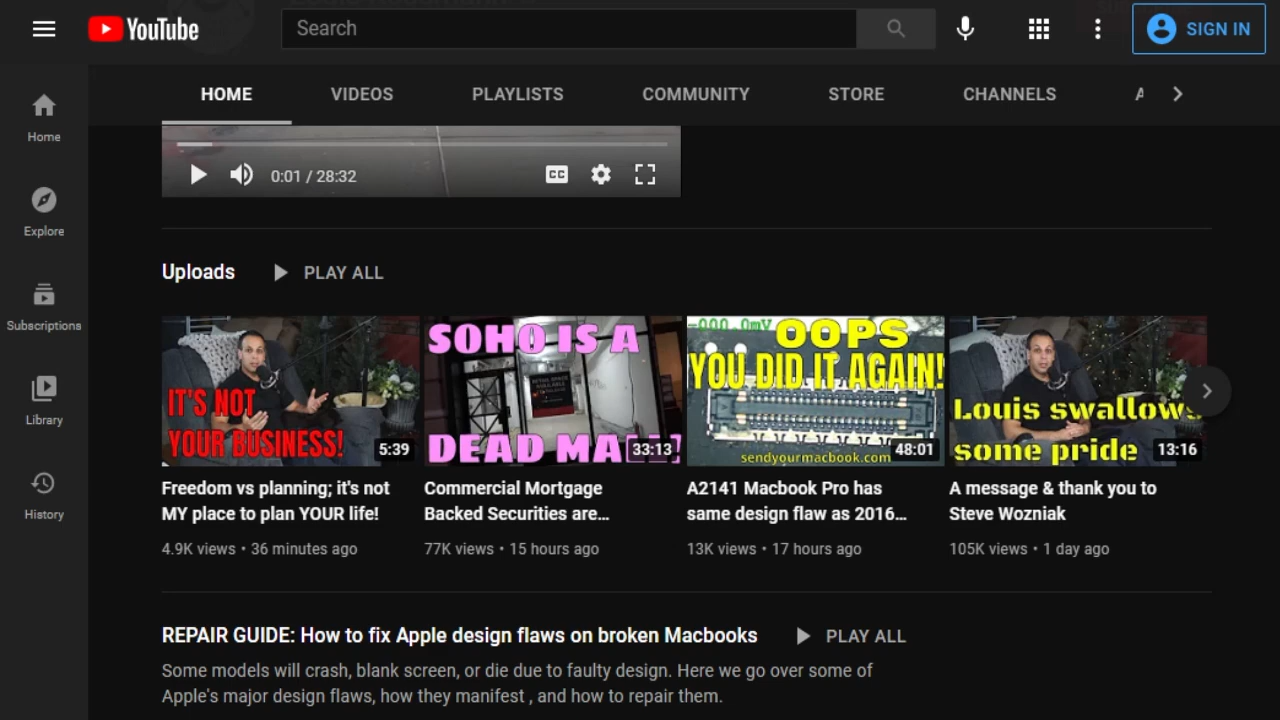 YouTube
Search
SIGN IN
HOME
VIDEOS
PLAYLISTS
COMMUNITY
STORE
CHANNELS
Home
Explore
Subscriptions
Library
History
CC
0:01 / 28:32
Uploads
PLAY ALL
IT'S NOT
YOUR BUSINESS!
5:39
SOHO IS A
DEAD
33:13
-000.0mV
OOPS
YOU DID IT AGAIN!
sendyourmacbook.com
48:01
Louis swallows
some pride
13:16
Freedom vs planning; it's not
MY place to plan YOUR life!
4.9K views • 36 minutes ago
Commercial Mortgage
Backed Securities are...
77K views • 15 hours ago
A2141 Macbook Pro has
same design flaw as 2016...
13K views • 17 hours ago
A message & thank you to
Steve Wozniak
105K views • 1 day ago
REPAIR GUIDE: How to fix Apple design flaws on broken Macbooks
PLAY ALL
Some models will crash, blank screen, or die due to faulty design. Here we go over some of
Apple's major design flaws, how they manifest , and how to repair them.